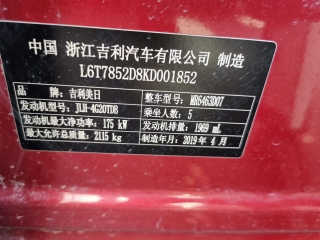 中国 浙江吉利汽车有限公司 制造
L6T7852D8KD001852
品牌：吉利美日 整车型号：MR6463D07
发动机型号：JLH-4G20TDB 乘坐人数：5
发动机最大净功率：175 kW 发动机排量：1969 mL
最大允许总质量：2115 kg 制造年月：2019 年 4 月